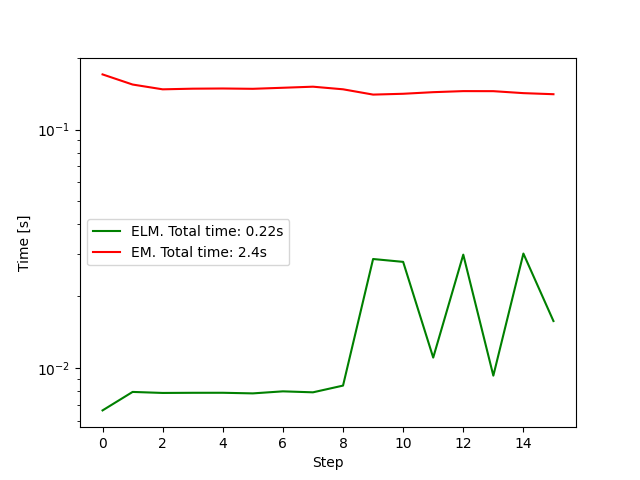 10⁻¹
10⁻²
Time [s]
ELM. Total time: 0.22s
EM. Total time: 2.4s
0 2 4 6 8 10 12 14
Step